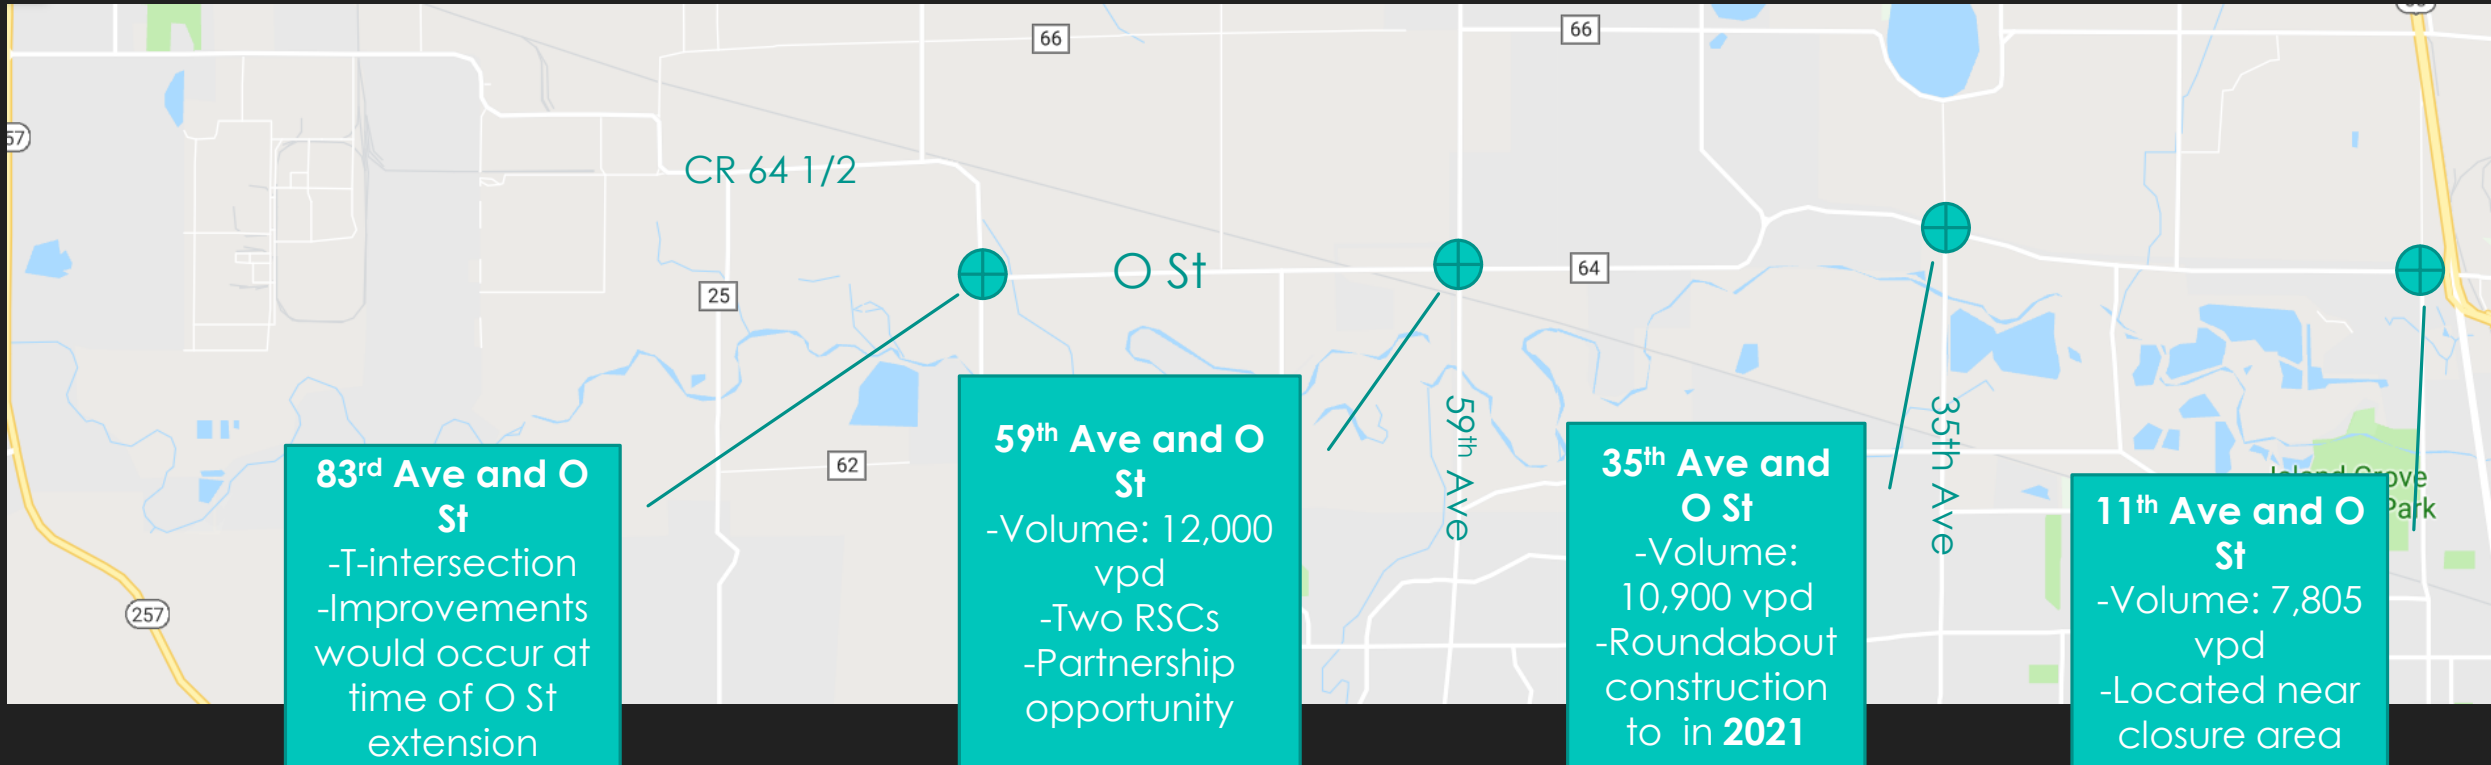 66
66
57
CR 64 1/2
O St
64
25
62
257
59th Ave
35th Ave
Park
83rd Ave and O
St
-T-intersection
-Improvements
would occur at
time of O St
extension
59th Ave and O
St
-Volume: 12,000
vpd
-Two RSCs
-Partnership
opportunity
35th Ave and
O St
-Volume:
10,900 vpd
-Roundabout
construction
to in 2021
11th Ave and O
St
-Volume: 7,805
vpd
-Located near
closure area